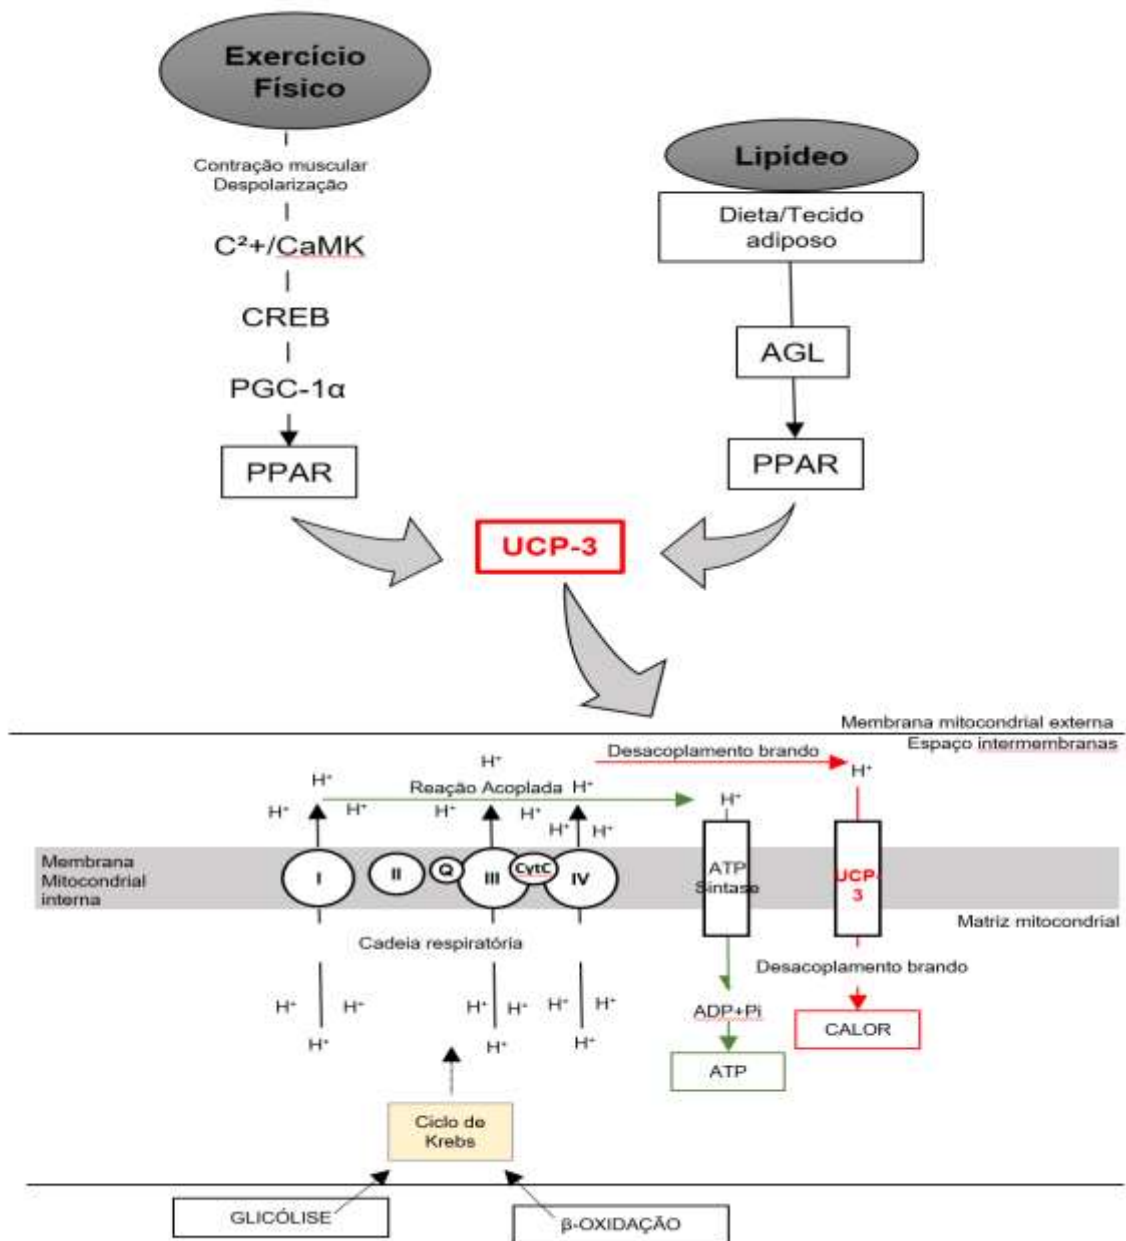 Exercício
Físico
Contração muscular
Despolarização
C²+/CaMK
CREB
PGC-1α
PPAR
Lipídeo
Dieta/Tecido
adiposo
AGL
PPAR
UCP-3
Membrana mitocondrial externa
Espaço intermembranas
Desacoplamento brando
H⁺
H⁺
H⁺
Reação Acoplada
H⁺
H⁺
H⁺
H⁺
H⁺
H⁺
H⁺
H⁺
H⁺
Membrana
Mitocondrial
interna
I
II
Q
III
CytC
IV
ATP
Sintase
UCP-
3
Matriz mitocondrial
Cadeia respiratória
Desacoplamento brando
H⁺
H⁺
H⁺
H⁺
H⁺
H⁺
H⁺
H⁺
H⁺
ADP+Pi
CALOR
ATP
Ciclo de
Krebs
GLICÓLISE
β-OXIDAÇÃO